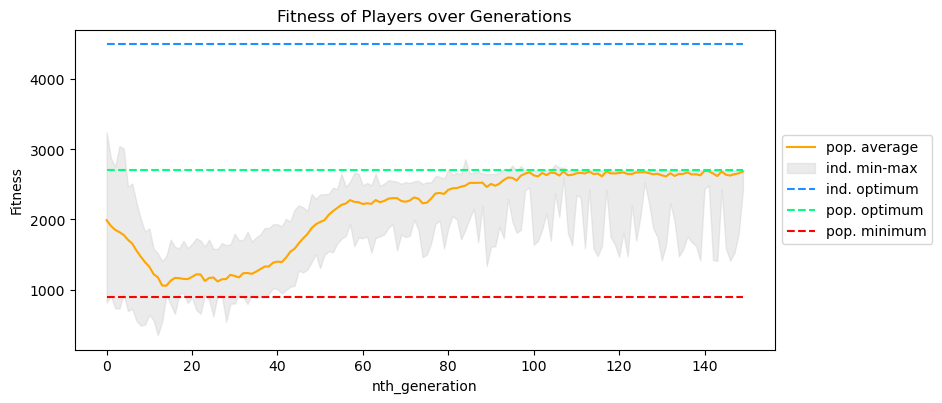 Fitness of Players over Generations
Fitness
4000
3000
2000
1000
0
20
40
60
80
100
120
140
nth_generation
pop. average
ind. min-max
ind. optimum
pop. optimum
pop. minimum